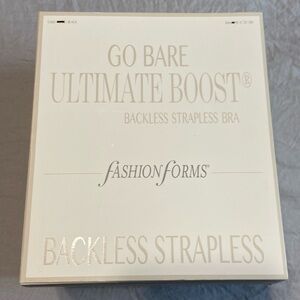 GO BARE
ULTIMATE BOOST®
BACKLESS STRAPLESS BRA
fASHION fORMS®
BACKLESS STRAPLESS